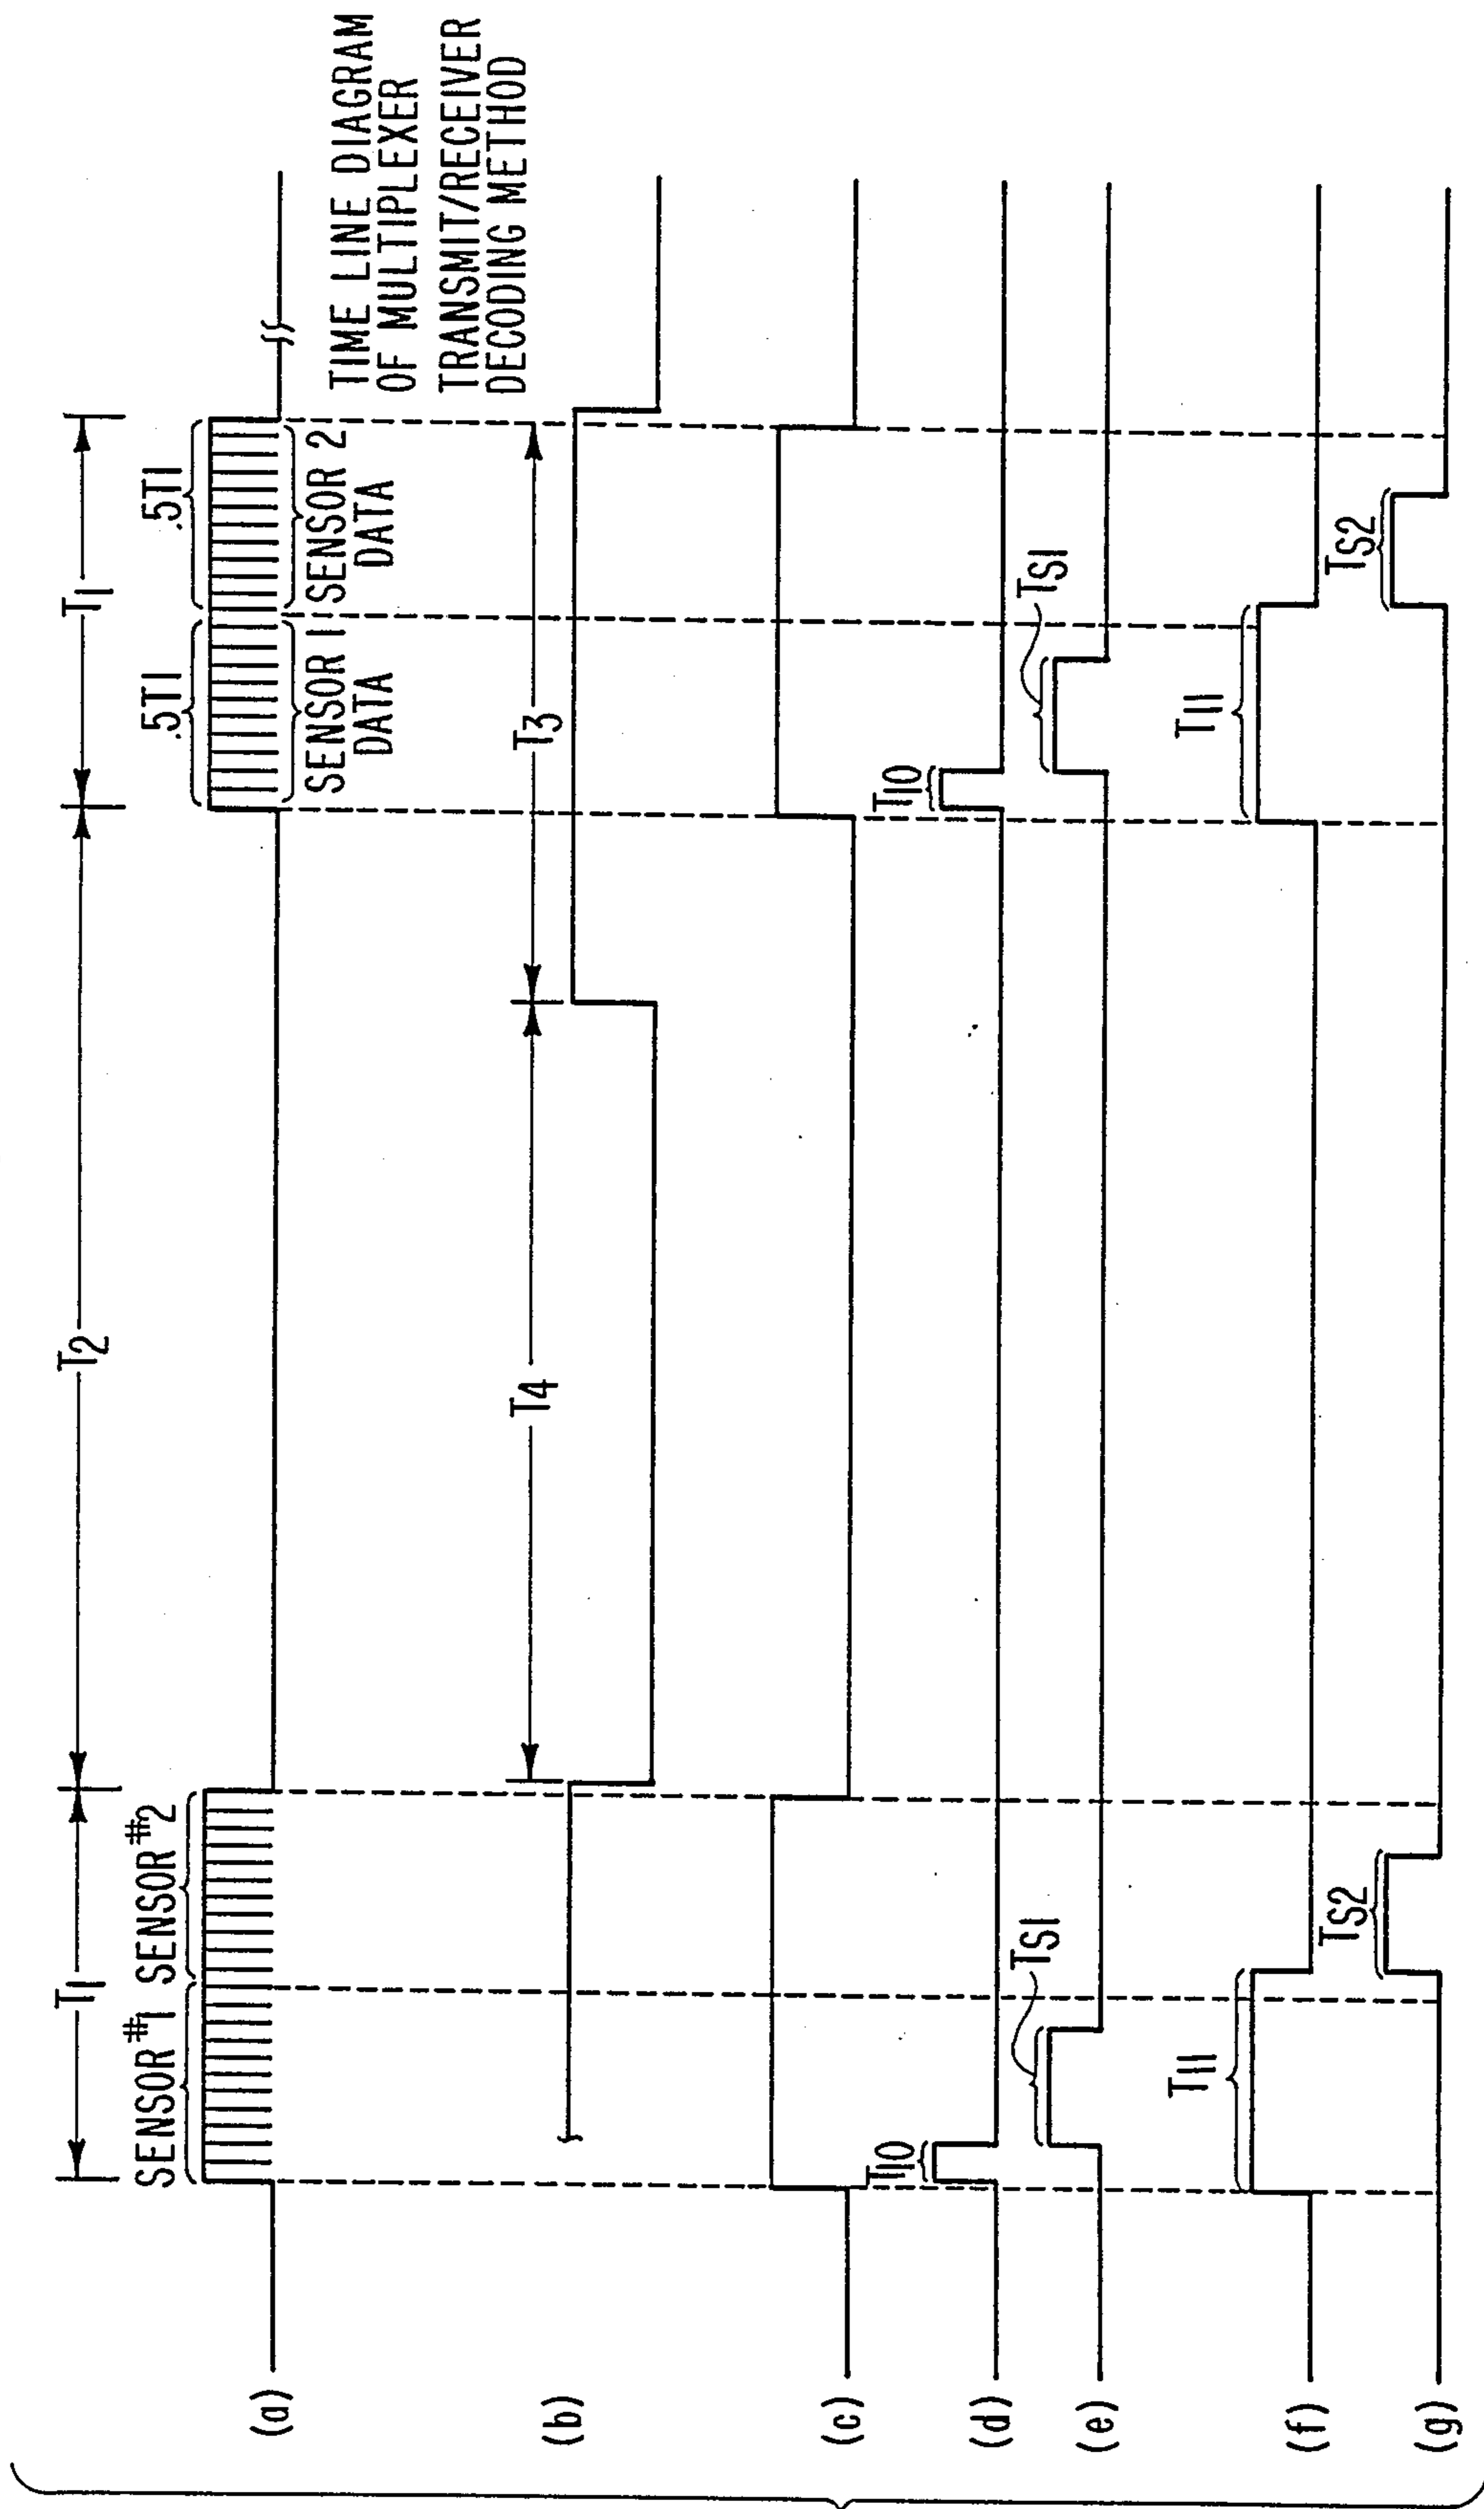 T1
T2
T1
SENSOR #1
SENSOR #2
.5T1
.5T1
(a)
SENSOR 1
DATA
SENSOR 2
DATA
TIME LINE DIAGRAM
OF MULTIPLEXER
TRANSMIT/RECEIVER
DECODING METHOD
T4
T3
(b)
(c)
T10
T10
(d)
TS1
TS1
(e)
T11
T11
(f)
TS2
TS2
(g)